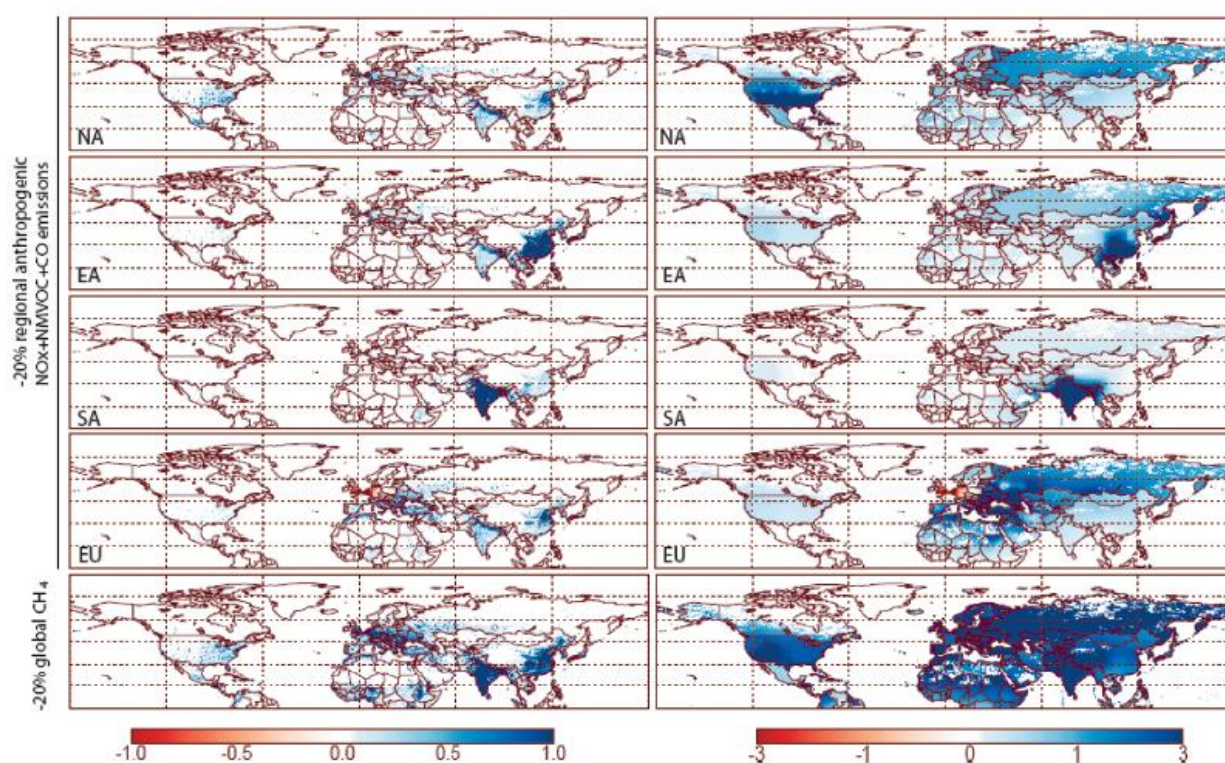 -20% regional anthropogenic
NOx+NMVOC+CO emissions
NA
NA
EA
EA
SA
SA
EU
EU
-20% global CH₄
-1.0 -0.5 0.0 0.5 1.0
-3 -1 0 1 3